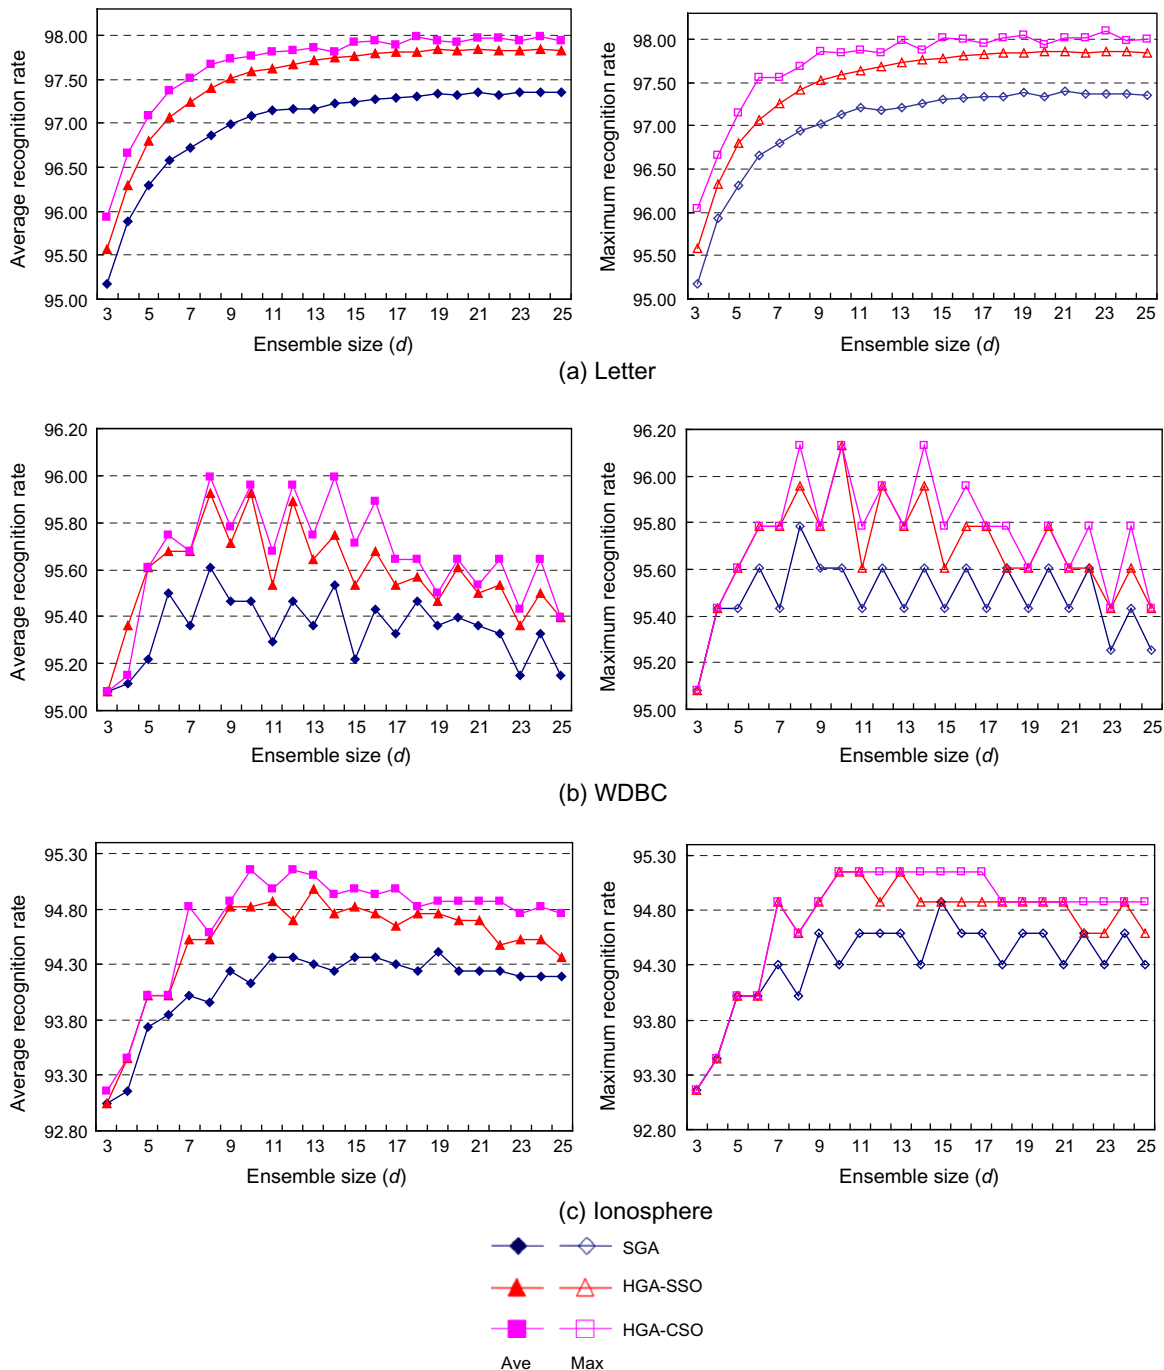 98.00
97.50
97.00
96.50
96.00
95.50
95.00
Average recognition rate
3 5 7 9 11 13 15 17 19 21 23 25
Ensemble size (d)
98.00
97.50
97.00
96.50
96.00
95.50
95.00
Maximum recognition rate
3 5 7 9 11 13 15 17 19 21 23 25
Ensemble size (d)
(a) Letter
96.20
96.00
95.80
95.60
95.40
95.20
95.00
Average recognition rate
3 5 7 9 11 13 15 17 19 21 23 25
Ensemble size (d)
96.20
96.00
95.80
95.60
95.40
95.20
95.00
Maximum recognition rate
3 5 7 9 11 13 15 17 19 21 23 25
Ensemble size (d)
(b) WDBC
95.30
94.80
94.30
93.80
93.30
92.80
Average recognition rate
3 5 7 9 11 13 15 17 19 21 23 25
Ensemble size (d)
95.30
94.80
94.30
93.80
93.30
92.80
Maximum recognition rate
3 5 7 9 11 13 15 17 19 21 23 25
Ensemble size (d)
(c) Ionosphere
SGA
HGA-SSO
HGA-CSO
Ave Max